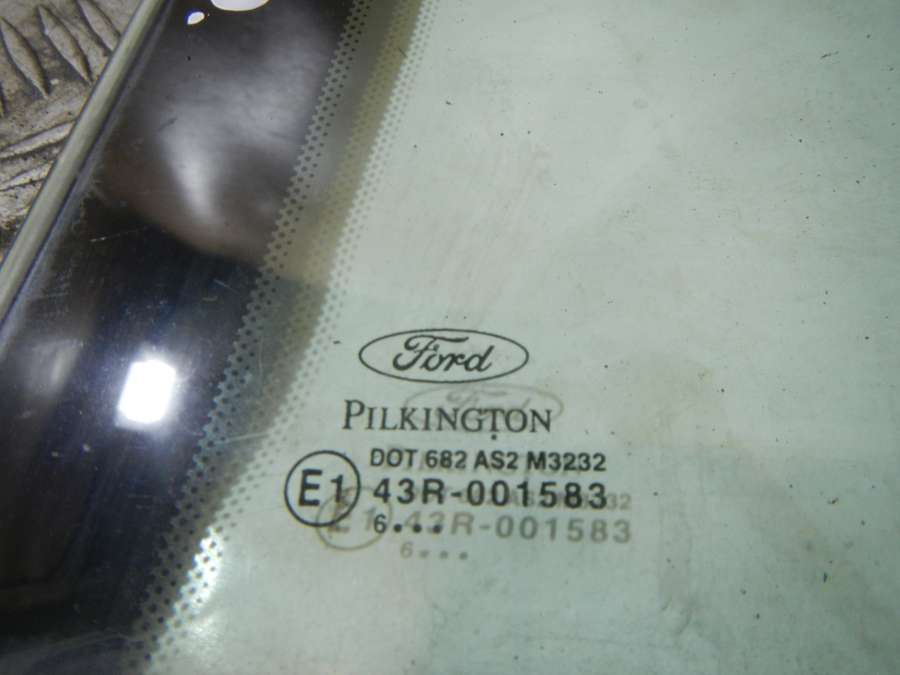 Ford
PILKINGTON
DOT 682 AS2 M3232
E1 43R-001583
6....